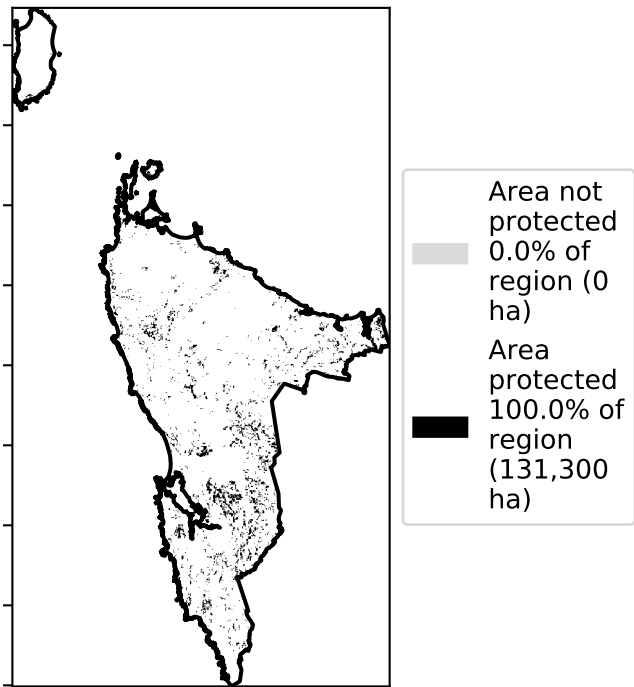 Area not
protected
0.0% of
region (0
ha)
Area
protected
100.0% of
region
(131,300
ha)